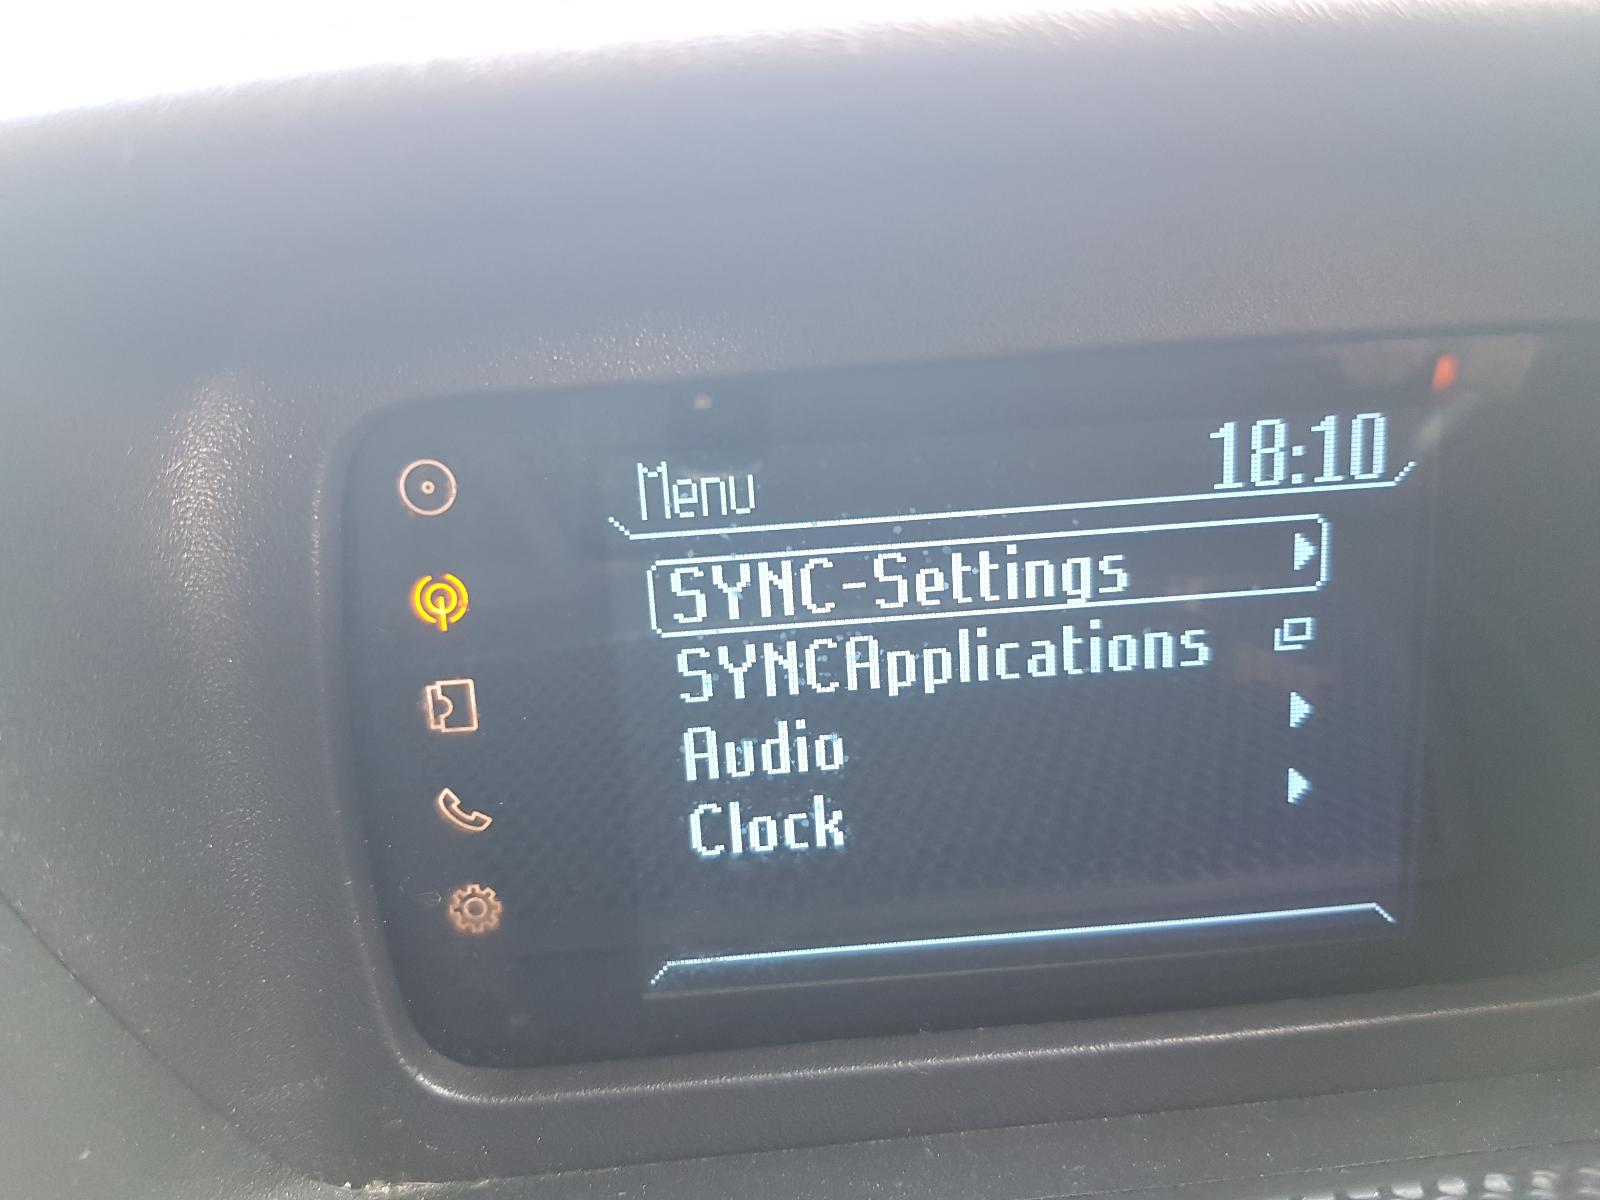 Menu 18:10
SYNC-Settings
SYNCApplications
Audio
Clock